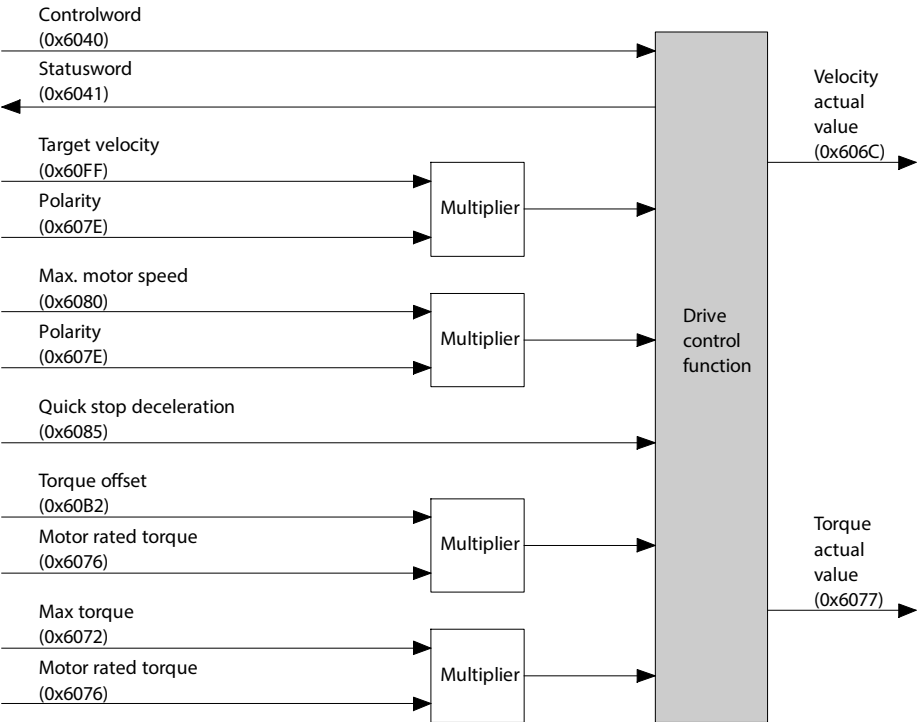 Controlword
(0x6040)
Statusword
(0x6041)
Target velocity
(0x60FF)
Polarity
(0x607E)
Multiplier
Max. motor speed
(0x6080)
Polarity
(0x607E)
Multiplier
Quick stop deceleration
(0x6085)
Torque offset
(0x60B2)
Motor rated torque
(0x6076)
Multiplier
Max torque
(0x6072)
Motor rated torque
(0x6076)
Multiplier
Drive
control
function
Velocity
actual
value
(0x606C)
Torque
actual
value
(0x6077)